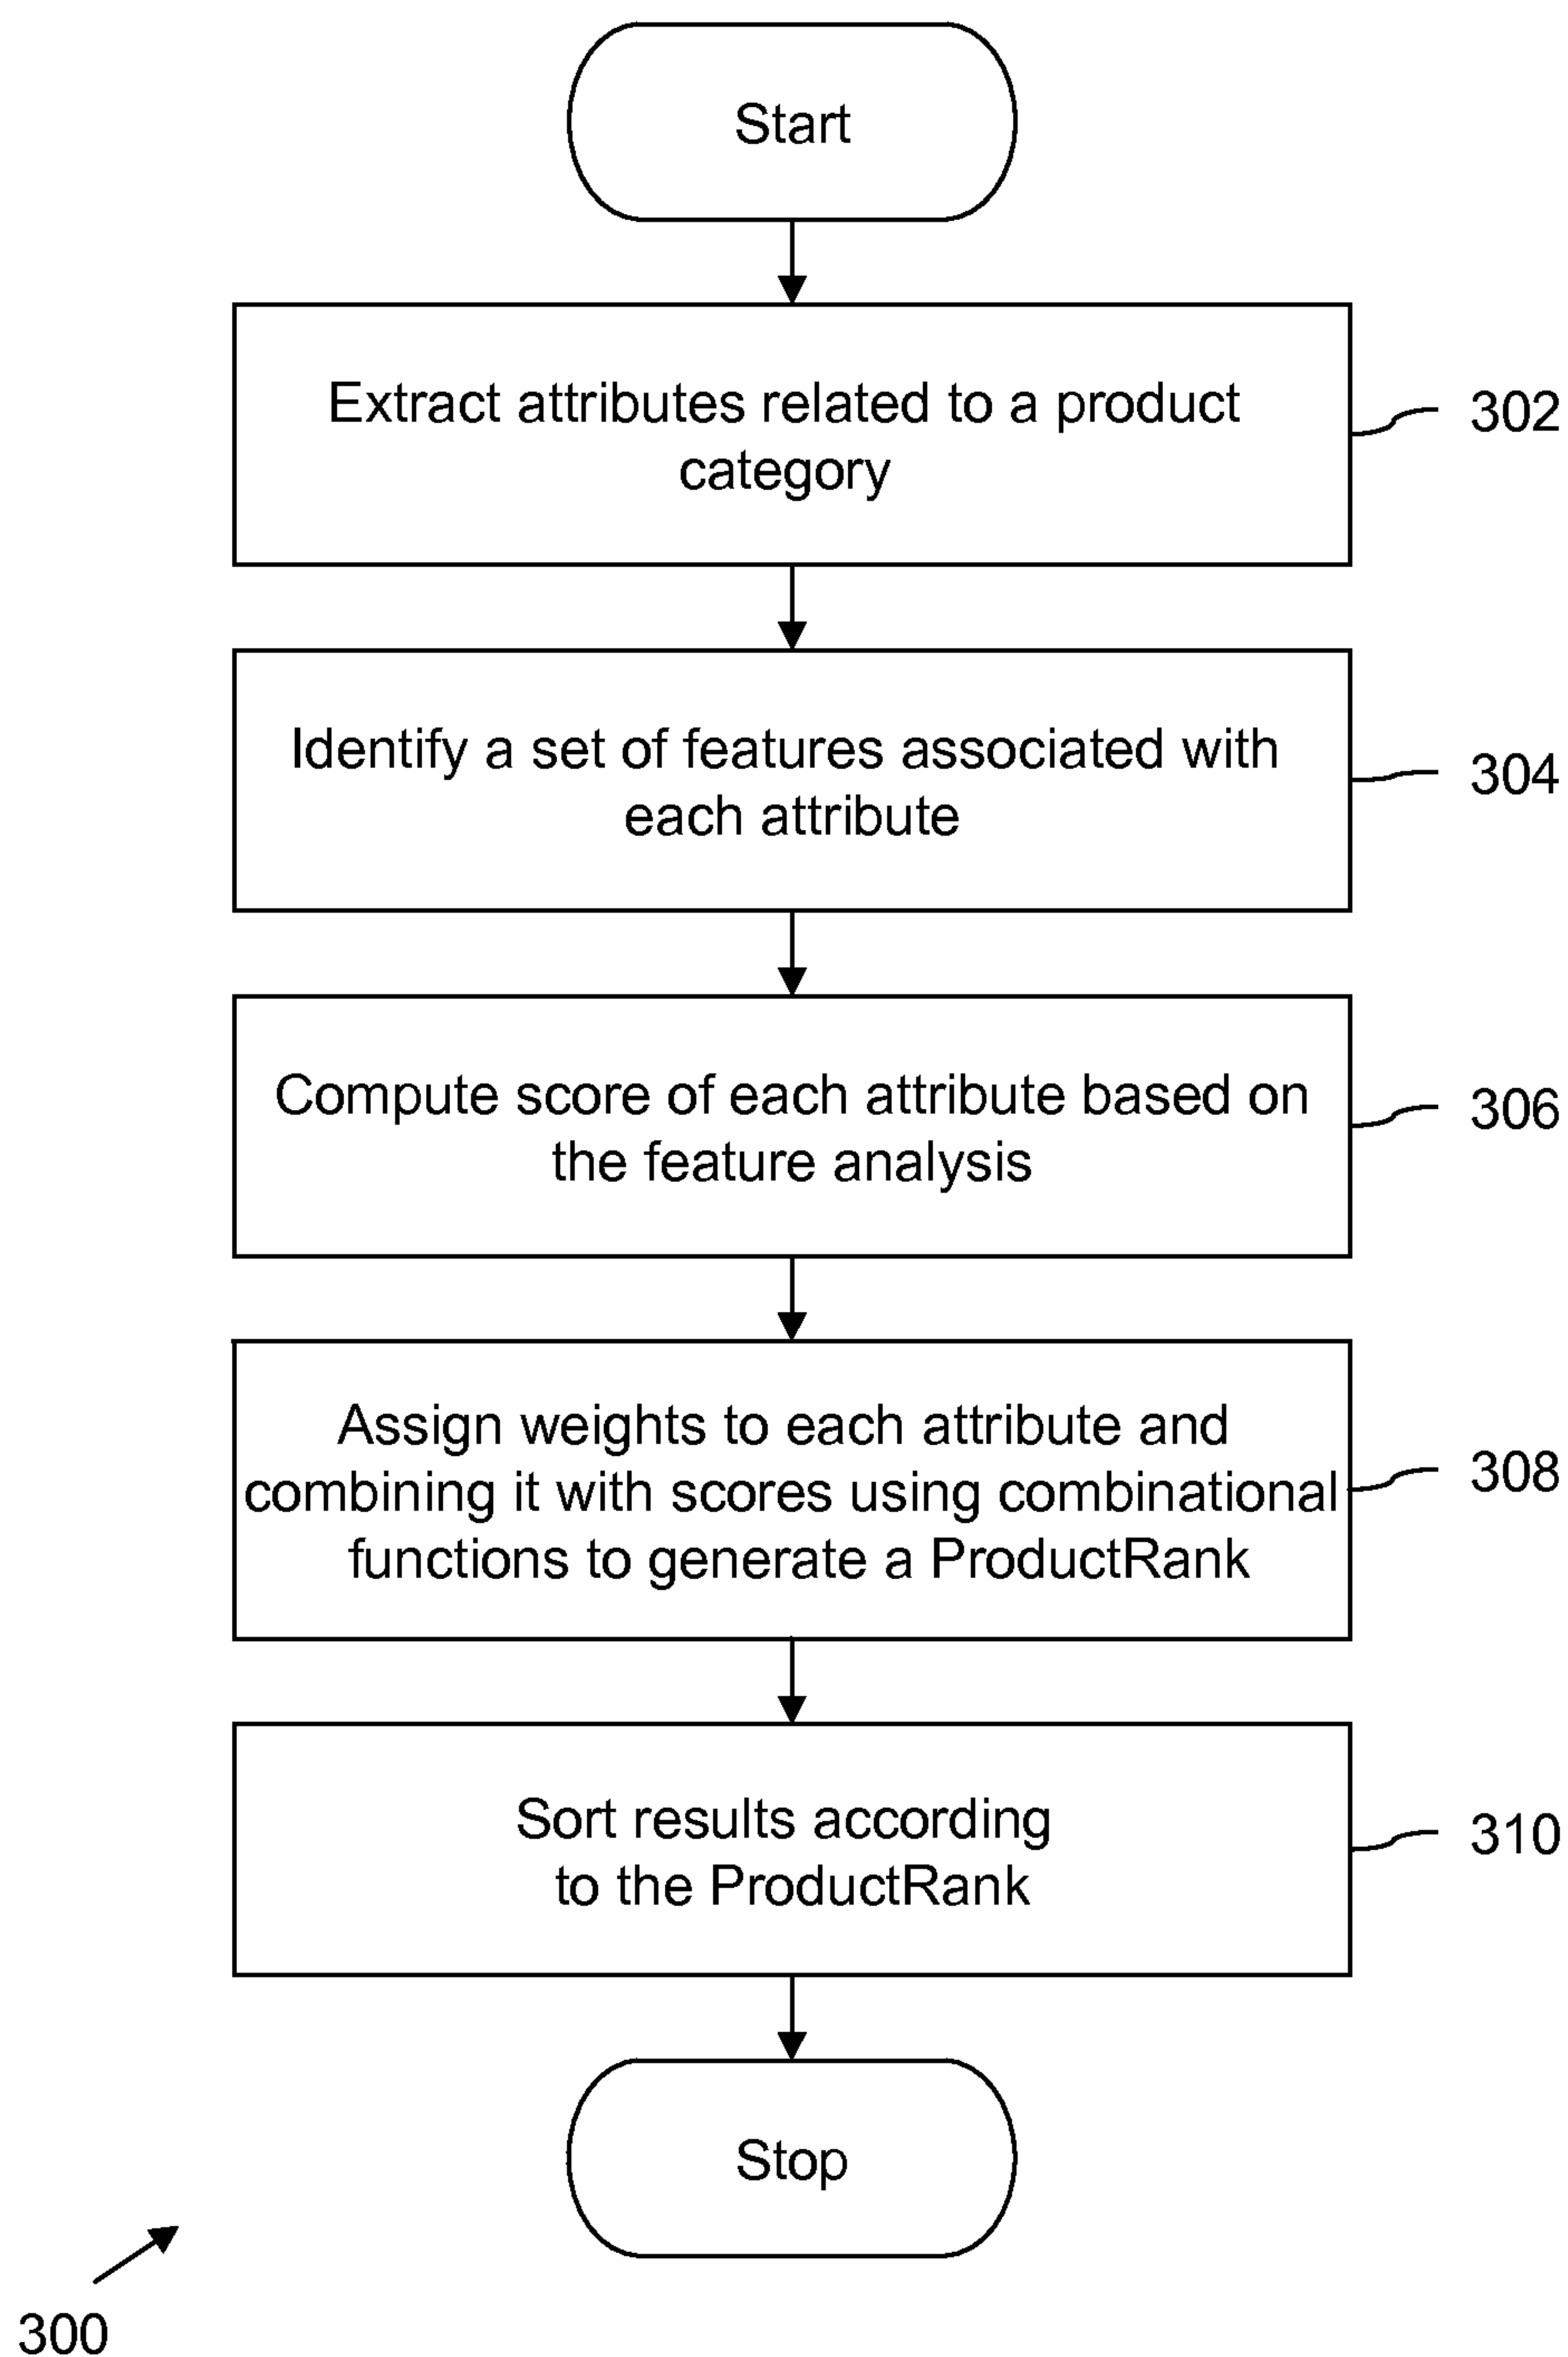 Start
Extract attributes related to a product
category
302
Identify a set of features associated with
each attribute
304
Compute score of each attribute based on
the feature analysis
306
Assign weights to each attribute and
combining it with scores using combinational
functions to generate a ProductRank
308
Sort results according
to the ProductRank
310
Stop
300